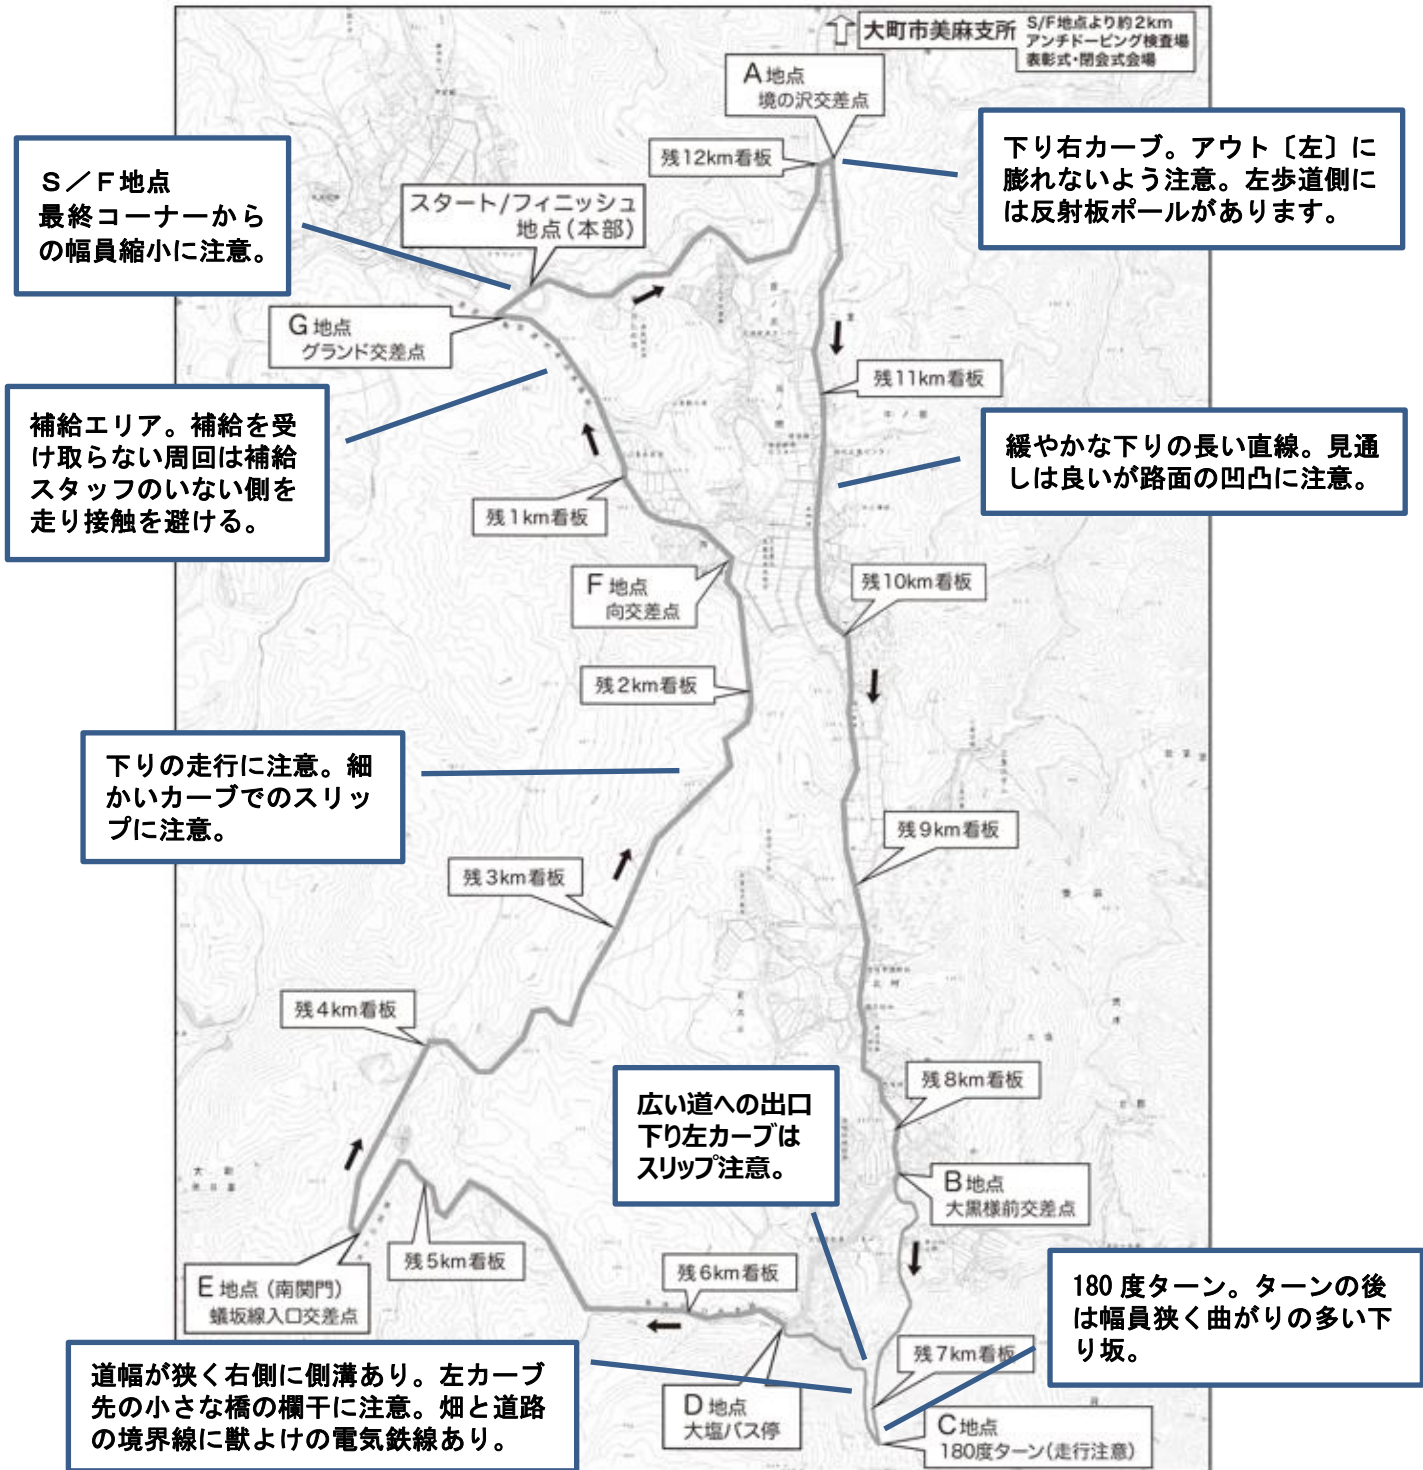 大町市美麻支所
S/F地点より約2km
アンチドーピング検査場
表彰式・閉会式会場
A 地点
境の沢交差点
残12km看板
下り右カーブ。アウト〔左〕に
膨れないよう注意。左歩道側に
は反射板ポールがあります。
S/F地点
最終コーナーから
の幅員縮小に注意。
スタート/フィニッシュ
地点(本部)
G 地点
グランド交差点
残11km看板
補給エリア。補給を受
け取らない周回は補給
スタッフのいない側を
走り接触を避ける。
緩やかな下りの長い直線。見通
しは良いが路面の凹凸に注意。
残1km看板
F 地点
向交差点
残10km看板
残2km看板
下りの走行に注意。細
かいカーブでのスリッ
プに注意。
残9km看板
残3km看板
残4km看板
広い道への出口
下り左カーブは
スリップ注意。
残8km看板
B 地点
大黒様前交差点
残5km看板
残6km看板
E 地点 (南関門)
蟻坂線入口交差点
180度ターン。ターンの後
は幅員狭く曲がりの多い下
り坂。
残7km看板
道幅が狭く右側に側溝あり。左カーブ
先の小さな橋の欄干に注意。畑と道路
の境界線に獣よけの電気鉄線あり。
D 地点
大塩バス停
C 地点
180度ターン(走行注意)